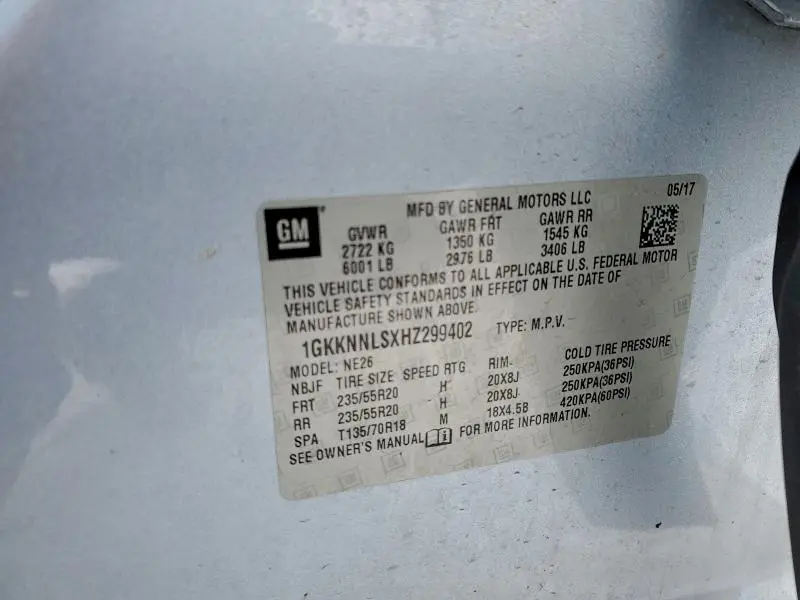 05/17
GM
MFD BY GENERAL MOTORS LLC
GVWR GAWR FRT GAWR RR
2722 KG 1350 KG 1545 KG
6001 LB 2976 LB 3406 LB
THIS VEHICLE CONFORMS TO ALL APPLICABLE U.S. FEDERAL MOTOR
VEHICLE SAFETY STANDARDS IN EFFECT ON THE DATE OF
MANUFACTURE SHOWN ABOVE.
1GKKNNLSXHZ299402 TYPE: M.P.V.
MODEL: NE26
NBJF TIRE SIZE SPEED RTG RIM COLD TIRE PRESSURE
FRT 235/55R20 H 20X8J 250KPA(36PSI)
RR 235/55R20 H 20X8J 250KPA(36PSI)
SPA T135/70R18 M 18X4.5B 420KPA(60PSI)
SEE OWNER'S MANUAL FOR MORE INFORMATION.